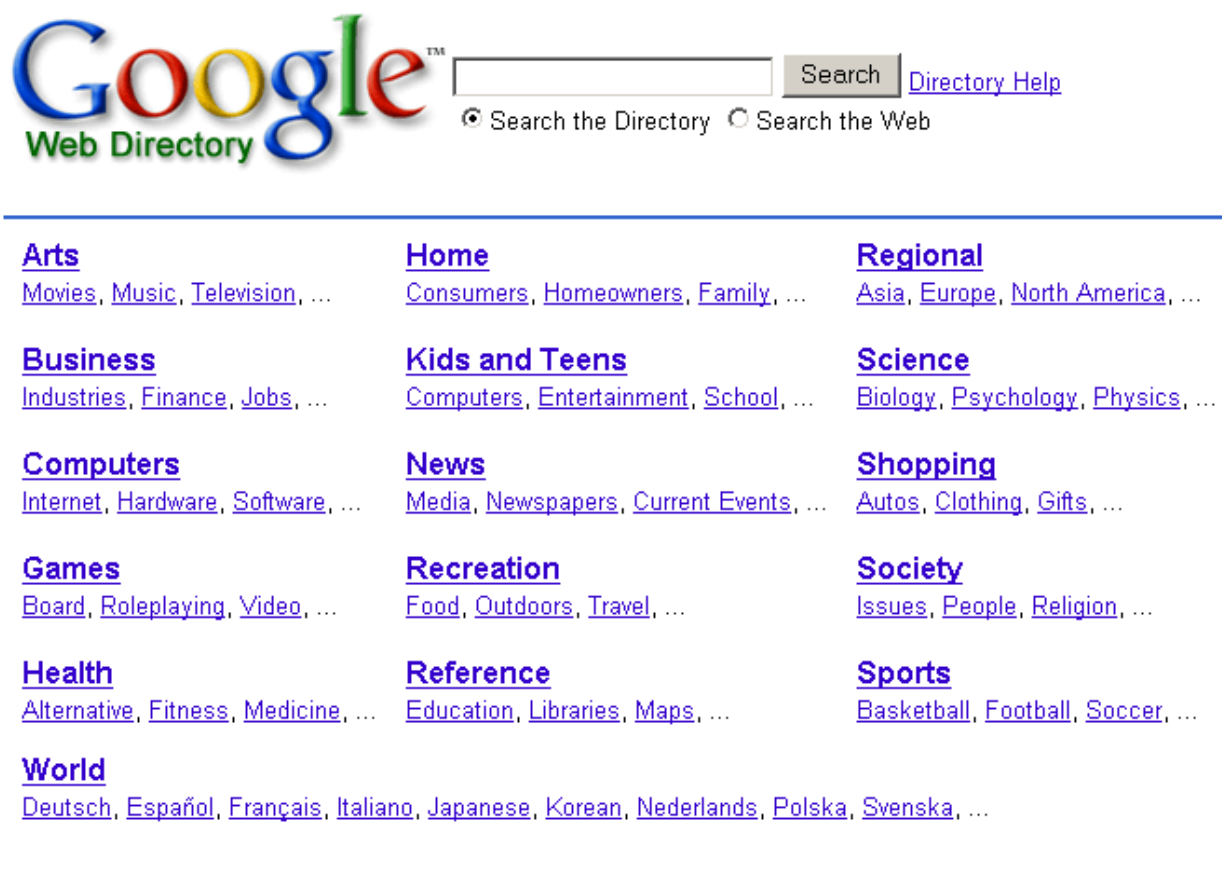 Google™
Web Directory
Search Directory Help
Search the Directory Search the Web
Arts
Movies, Music, Television, ...
Home
Consumers, Homeowners, Family, ...
Regional
Asia, Europe, North America, ...
Business
Industries, Finance, Jobs, ...
Kids and Teens
Computers, Entertainment, School, ...
Science
Biology, Psychology, Physics, ...
Computers
Internet, Hardware, Software, ...
News
Media, Newspapers, Current Events, ...
Shopping
Autos, Clothing, Gifts, ...
Games
Board, Roleplaying, Video, ...
Recreation
Food, Outdoors, Travel, ...
Society
Issues, People, Religion, ...
Health
Alternative, Fitness, Medicine, ...
Reference
Education, Libraries, Maps, ...
Sports
Basketball, Football, Soccer, ...
World
Deutsch, Español, Français, Italiano, Japanese, Korean, Nederlands, Polska, Svenska, ...